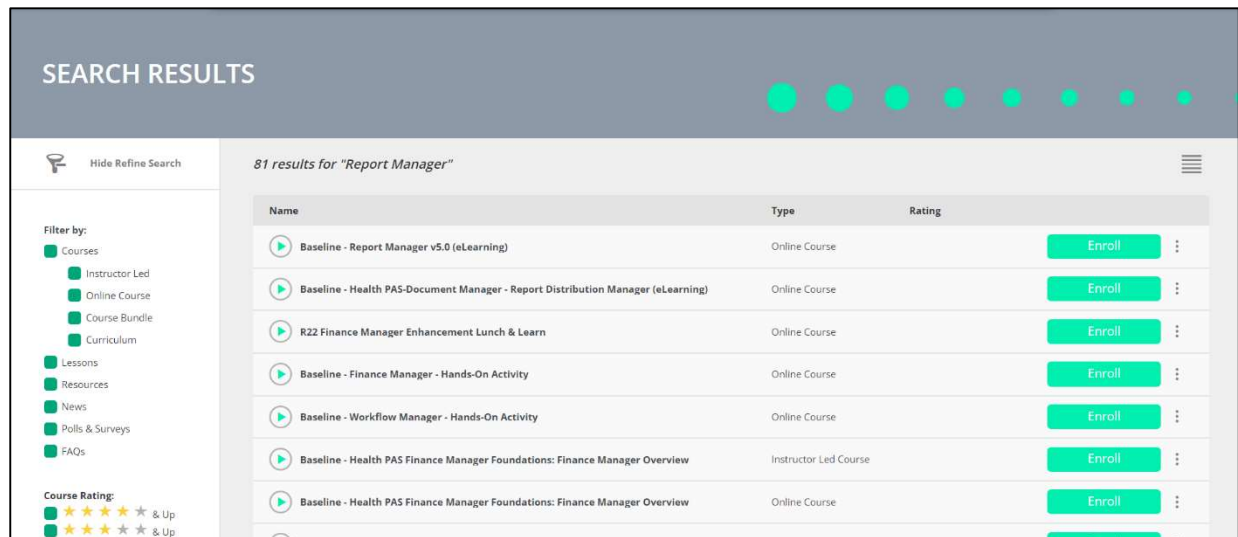 SEARCH RESULTS
Hide Refine Search
81 results for "Report Manager"
Filter by:
Courses
Instructor Led
Online Course
Course Bundle
Curriculum
Lessons
Resources
News
Polls & Surveys
FAQs
Course Rating:
& Up
& Up
Name Type Rating
Baseline - Report Manager v5.0 (eLearning) Online Course Enroll
Baseline - Health PAS-Document Manager - Report Distribution Manager (eLearning) Online Course Enroll
R22 Finance Manager Enhancement Lunch & Learn Online Course Enroll
Baseline - Finance Manager - Hands-On Activity Online Course Enroll
Baseline - Workflow Manager - Hands-On Activity Online Course Enroll
Baseline - Health PAS Finance Manager Foundations: Finance Manager Overview Instructor Led Course Enroll
Baseline - Health PAS Finance Manager Foundations: Finance Manager Overview Online Course Enroll